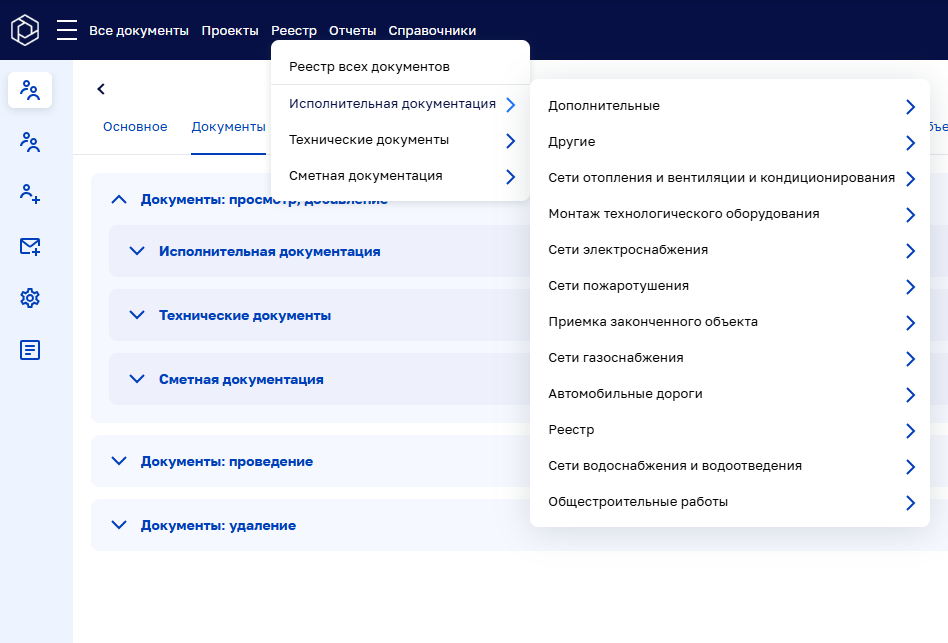 Все документы Проекты Реестр Отчеты Справочники
Реестр всех документов
Исполнительная документация
Технические документы
Сметная документация
Дополнительные
Другие
Сети отопления и вентиляции и кондиционирования
Монтаж технологического оборудования
Сети электроснабжения
Сети пожаротушения
Приемка законченного объекта
Сети газоснабжения
Автомобильные дороги
Реестр
Сети водоснабжения и водоотведения
Общестроительные работы
Основное Документы
Документы: просмотр, добавление
Исполнительная документация
Технические документы
Сметная документация
Документы: проведение
Документы: удаление